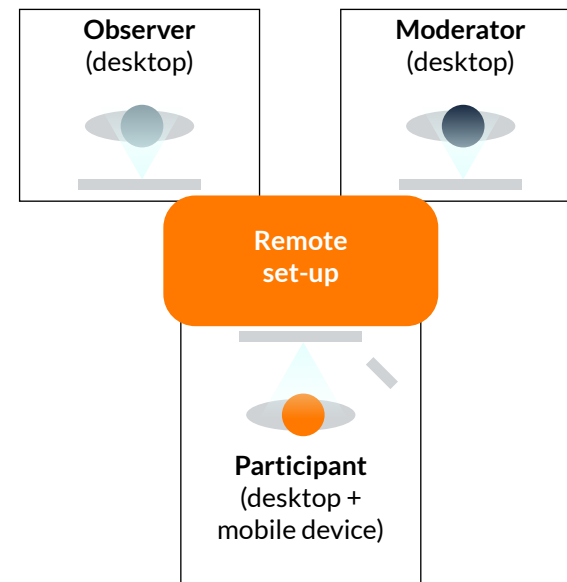 Observer
(desktop)
Moderator
(desktop)
Remote
set-up
Participant
(desktop +
mobile device)